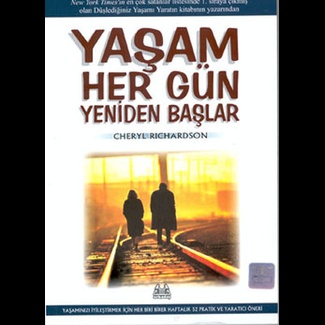 New York Times'ın en çok satanlar listesinde 1. sıraya çıkmış
olan Düşlediğiniz Yaşamı Yaratın kitabının yazarından
YAŞAM
HER GÜN
YENİDEN BAŞLAR
CHERYL RICHARDSON
YAŞAMINIZI İYİLEŞTİRMEK İÇİN HER BİRİ BİRER HAFTALIK 52 PRATİK VE YARATICI ÖNERİ